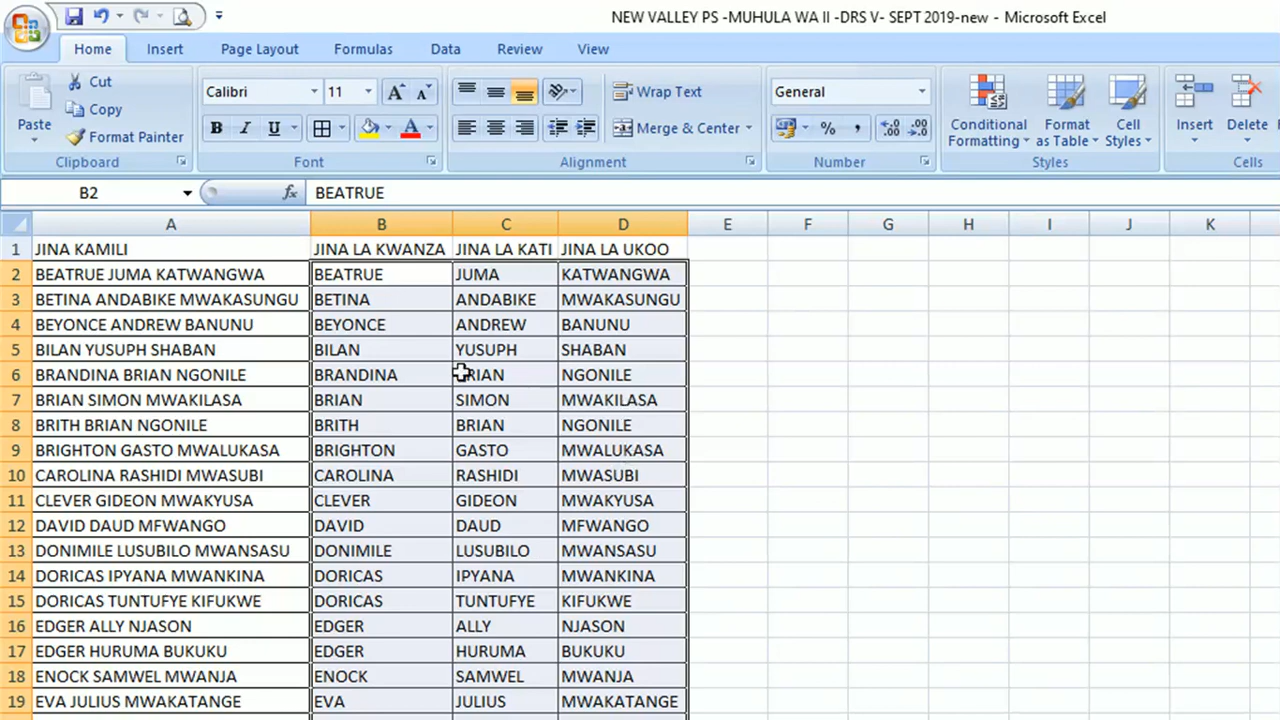 NEW VALLEY PS -MUHULA WA II -DRS V- SEPT 2019-new - Microsoft Excel
Home Insert Page Layout Formulas Data Review View
Paste Cut Copy Format Painter
Calibri 11 Wrap Text General
B I U Merge & Center % , Conditional Formatting Format as Table Cell Styles Insert Delete
Clipboard Font Alignment Number Styles Cells
B2 fx BEATRUE
A B C D E F G H I J K
1 JINA KAMILI JINA LA KWANZA JINA LA KATI JINA LA UKOO
2 BEATRUE JUMA KATWANGWA BEATRUE JUMA KATWANGWA
3 BETINA ANDABIKE MWAKASUNGU BETINA ANDABIKE MWAKASUNGU
4 BEYONCE ANDREW BANUNU BEYONCE ANDREW BANUNU
5 BILAN YUSUPH SHABAN BILAN YUSUPH SHABAN
6 BRANDINA BRIAN NGONILE BRANDINA BRIAN NGONILE
7 BRIAN SIMON MWAKILASA BRIAN SIMON MWAKILASA
8 BRITH BRIAN NGONILE BRITH BRIAN NGONILE
9 BRIGHTON GASTO MWALUKASA BRIGHTON GASTO MWALUKASA
10 CAROLINA RASHIDI MWASUBI CAROLINA RASHIDI MWASUBI
11 CLEVER GIDEON MWAKYUSA CLEVER GIDEON MWAKYUSA
12 DAVID DAUD MFWANGO DAVID DAUD MFWANGO
13 DONIMILE LUSUBILO MWANSASU DONIMILE LUSUBILO MWANSASU
14 DORICAS IPYANA MWANKINA DORICAS IPYANA MWANKINA
15 DORICAS TUNTUFYE KIFUKWE DORICAS TUNTUFYE KIFUKWE
16 EDGER ALLY NJASON EDGER ALLY NJASON
17 EDGER HURUMA BUKUKU EDGER HURUMA BUKUKU
18 ENOCK SAMWEL MWANJA ENOCK SAMWEL MWANJA
19 EVA JULIUS MWAKATANGE EVA JULIUS MWAKATANGE